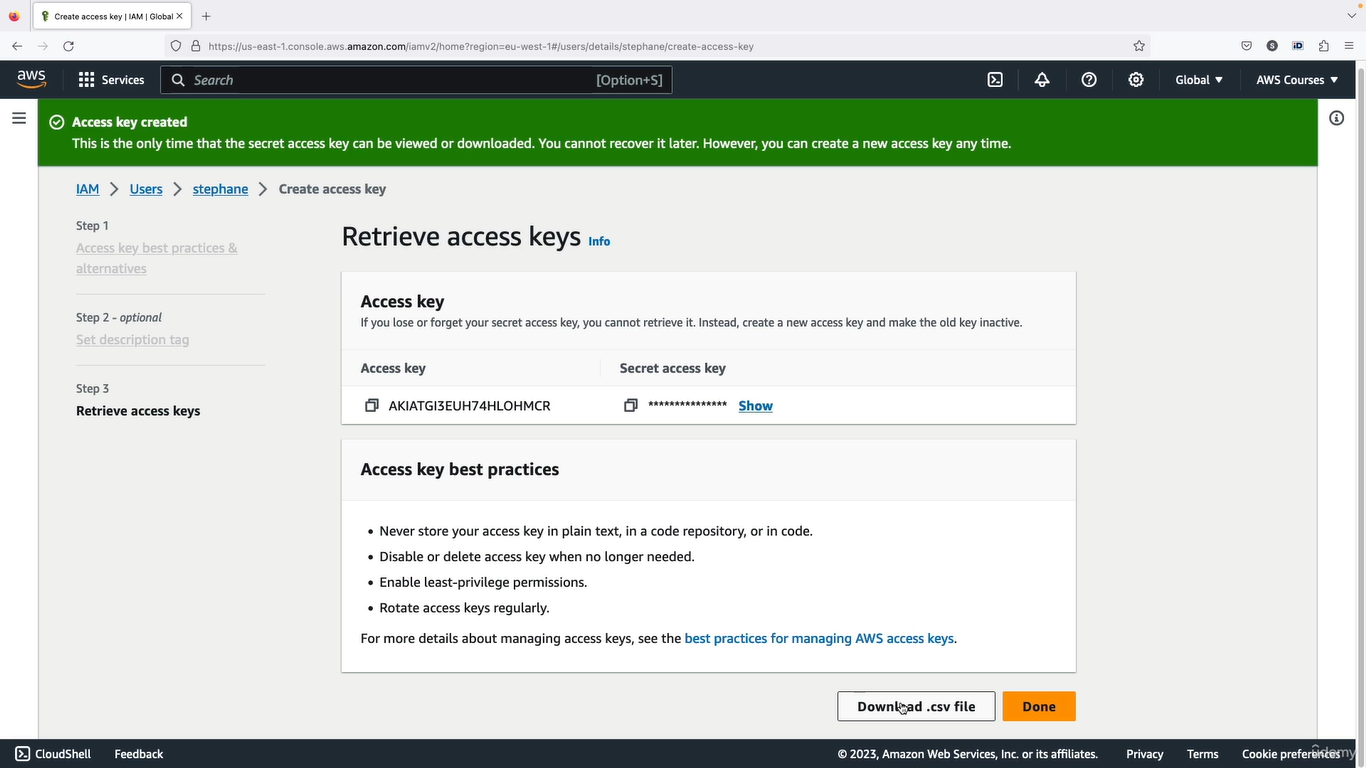 Create access key | IAM | Global
https://us-east-1.console.aws.amazon.com/iamv2/home?region=eu-west-1#/users/details/stephane/create-access-key
aws
Services
Search
[Option+S]
Global
AWS Courses
Access key created
This is the only time that the secret access key can be viewed or downloaded. You cannot recover it later. However, you can create a new access key any time.
IAM > Users > stephane > Create access key
Step 1
Access key best practices &
alternatives
Step 2 - optional
Set description tag
Step 3
Retrieve access keys
Retrieve access keys Info
Access key
If you lose or forget your secret access key, you cannot retrieve it. Instead, create a new access key and make the old key inactive.
Access key Secret access key
AKIATGI3EUH74HLOHMCR *************** Show
Access key best practices
• Never store your access key in plain text, in a code repository, or in code.
• Disable or delete access key when no longer needed.
• Enable least-privilege permissions.
• Rotate access keys regularly.
For more details about managing access keys, see the best practices for managing AWS access keys.
Download .csv file
Done
CloudShell
Feedback
© 2023, Amazon Web Services, Inc. or its affiliates.
Privacy
Terms
Cookie preferences
udemy